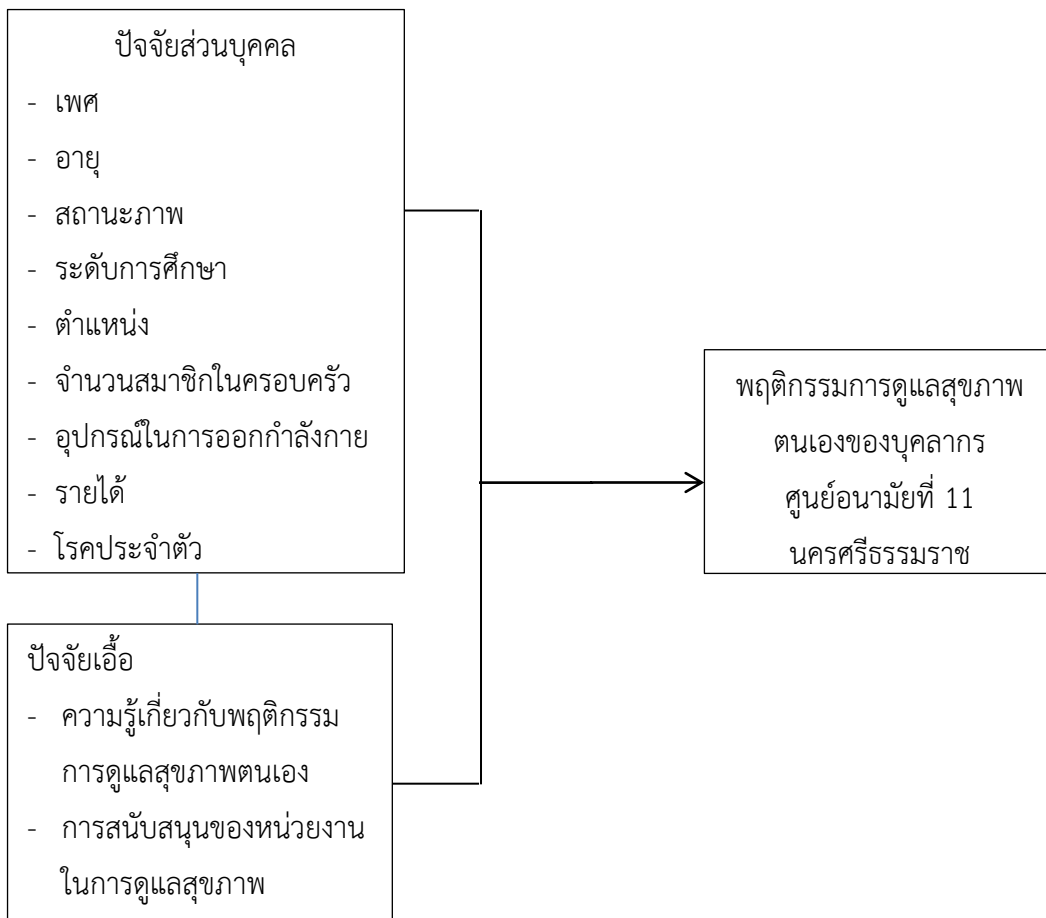 ปัจจัยส่วนบุคคล
- เพศ
- อายุ
- สถานะภาพ
- ระดับการศึกษา
- ตำแหน่ง
- จำนวนสมาชิกในครอบครัว
- อุปกรณ์ในการออกกำลังกาย
- รายได้
- โรคประจำตัว
ปัจจัยเอื้อ
- ความรู้เกี่ยวกับพฤติกรรม
การดูแลสุขภาพตนเอง
- การสนับสนุนของหน่วยงาน
ในการดูแลสุขภาพ
พฤติกรรมการดูแลสุขภาพ
ตนเองของบุคลากร
ศูนย์อนามัยที่ 11
นครศรีธรรมราช